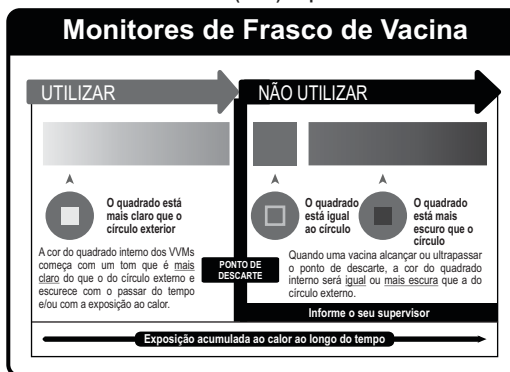 Monitores de Frasco de Vacina
UTILIZAR
NÃO UTILIZAR
O quadrado está
mais claro que o
círculo exterior
O quadrado
está igual
ao círculo
O quadrado
está mais
escuro que o
círculo
A cor do quadrado interno dos VVMs
começa com um tom que é mais
claro do que o do círculo externo e
escurece com o passar do tempo
e/ou com a exposição ao calor.
PONTO DE
DESCARTE
Quando uma vacina alcançar ou ultrapassar
o ponto de descarte, a cor do quadrado
interno será igual ou mais escura que a do
círculo externo.
Informe o seu supervisor
Exposição acumulada ao calor ao longo do tempo